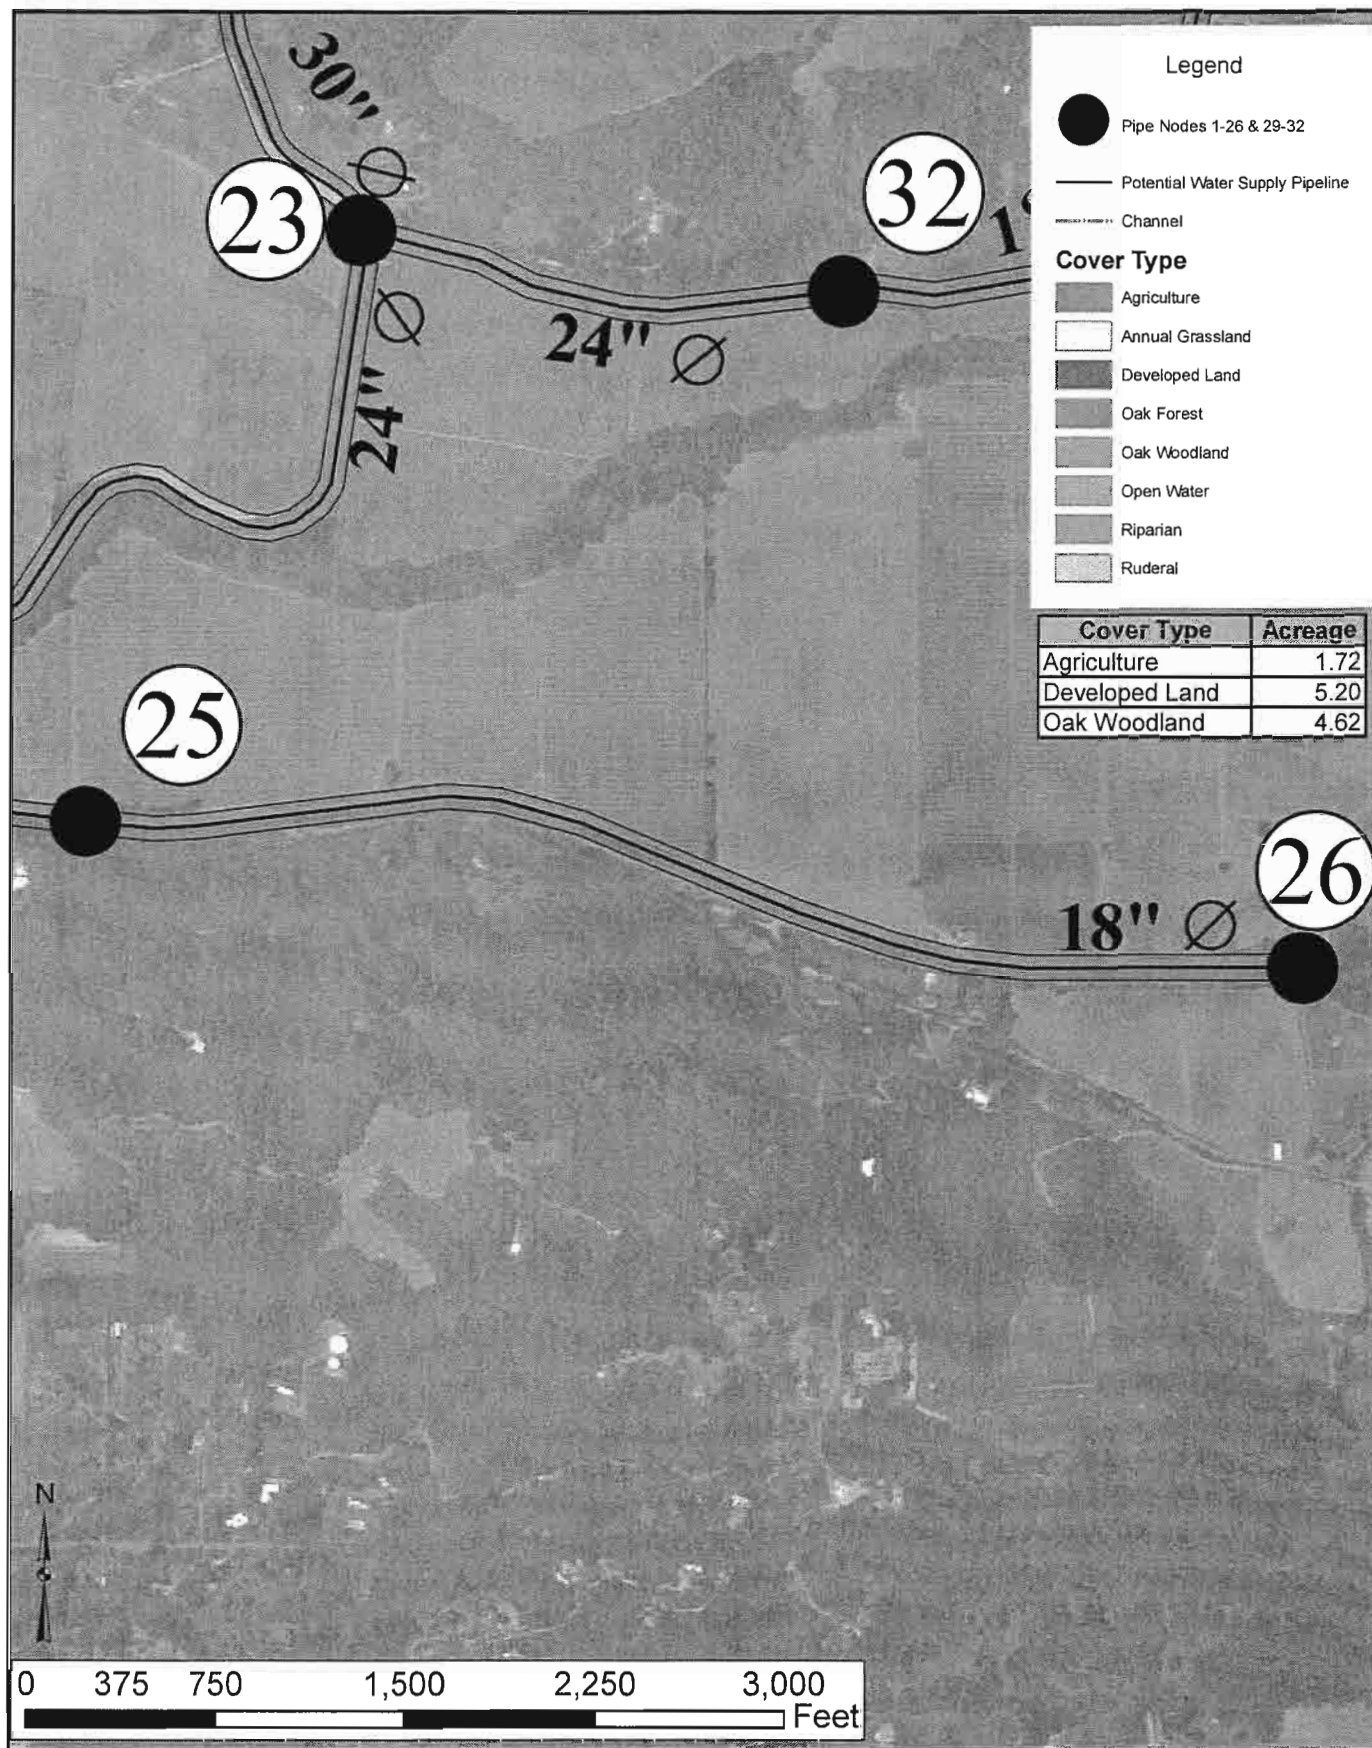 30" Ø
23
32
24" Ø
24" Ø
Legend
Pipe Nodes 1-26 & 29-32
Potential Water Supply Pipeline
Channel
Cover Type
Agriculture
Annual Grassland
Developed Land
Oak Forest
Oak Woodland
Open Water
Riparian
Ruderal
Cover Type Acreage
Agriculture 1.72
Developed Land 5.20
Oak Woodland 4.62
25
26
18" Ø
N
0 375 750 1,500 2,250 3,000
Feet